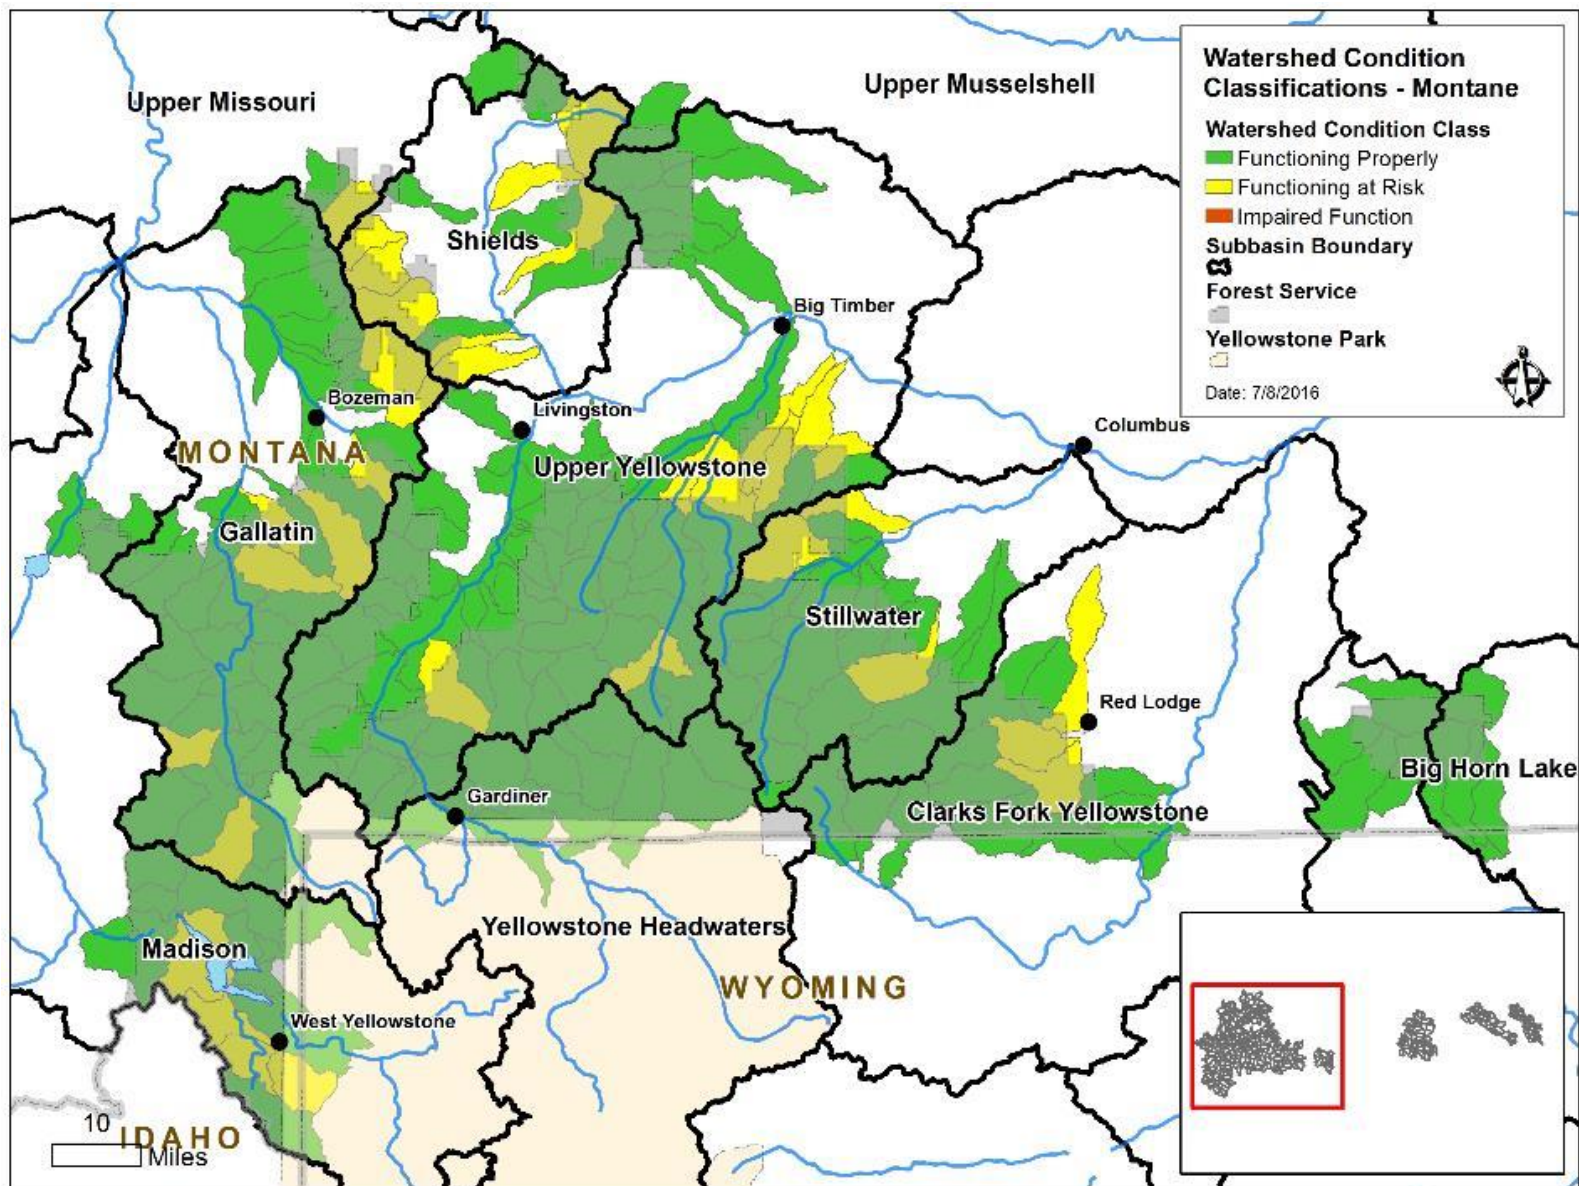 Watershed Condition
Classifications - Montane
Watershed Condition Class
Functioning Properly
Functioning at Risk
Impaired Function
Subbasin Boundary
Forest Service
Yellowstone Park
Date: 7/8/2016
Upper Missouri
Upper Musselshell
Shields
Big Timber
Bozeman
Livingston
Columbus
MONTANA
Upper Yellowstone
Gallatin
Stillwater
Red Lodge
Big Horn Lake
Gardiner
Clarks Fork Yellowstone
Yellowstone Headwaters
Madison
WYOMING
West Yellowstone
10
IDAHO
Miles